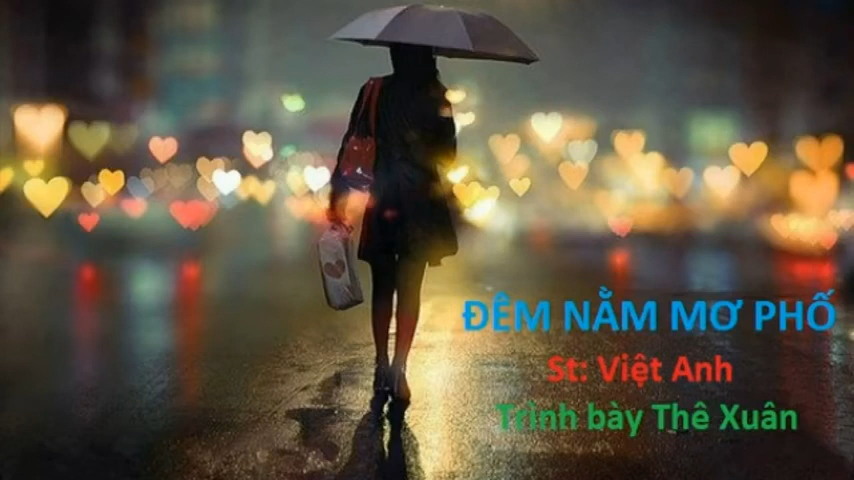 ĐÊM NẰM MƠ PHỐ
St: Việt Anh
Trình bày Thê Xuân